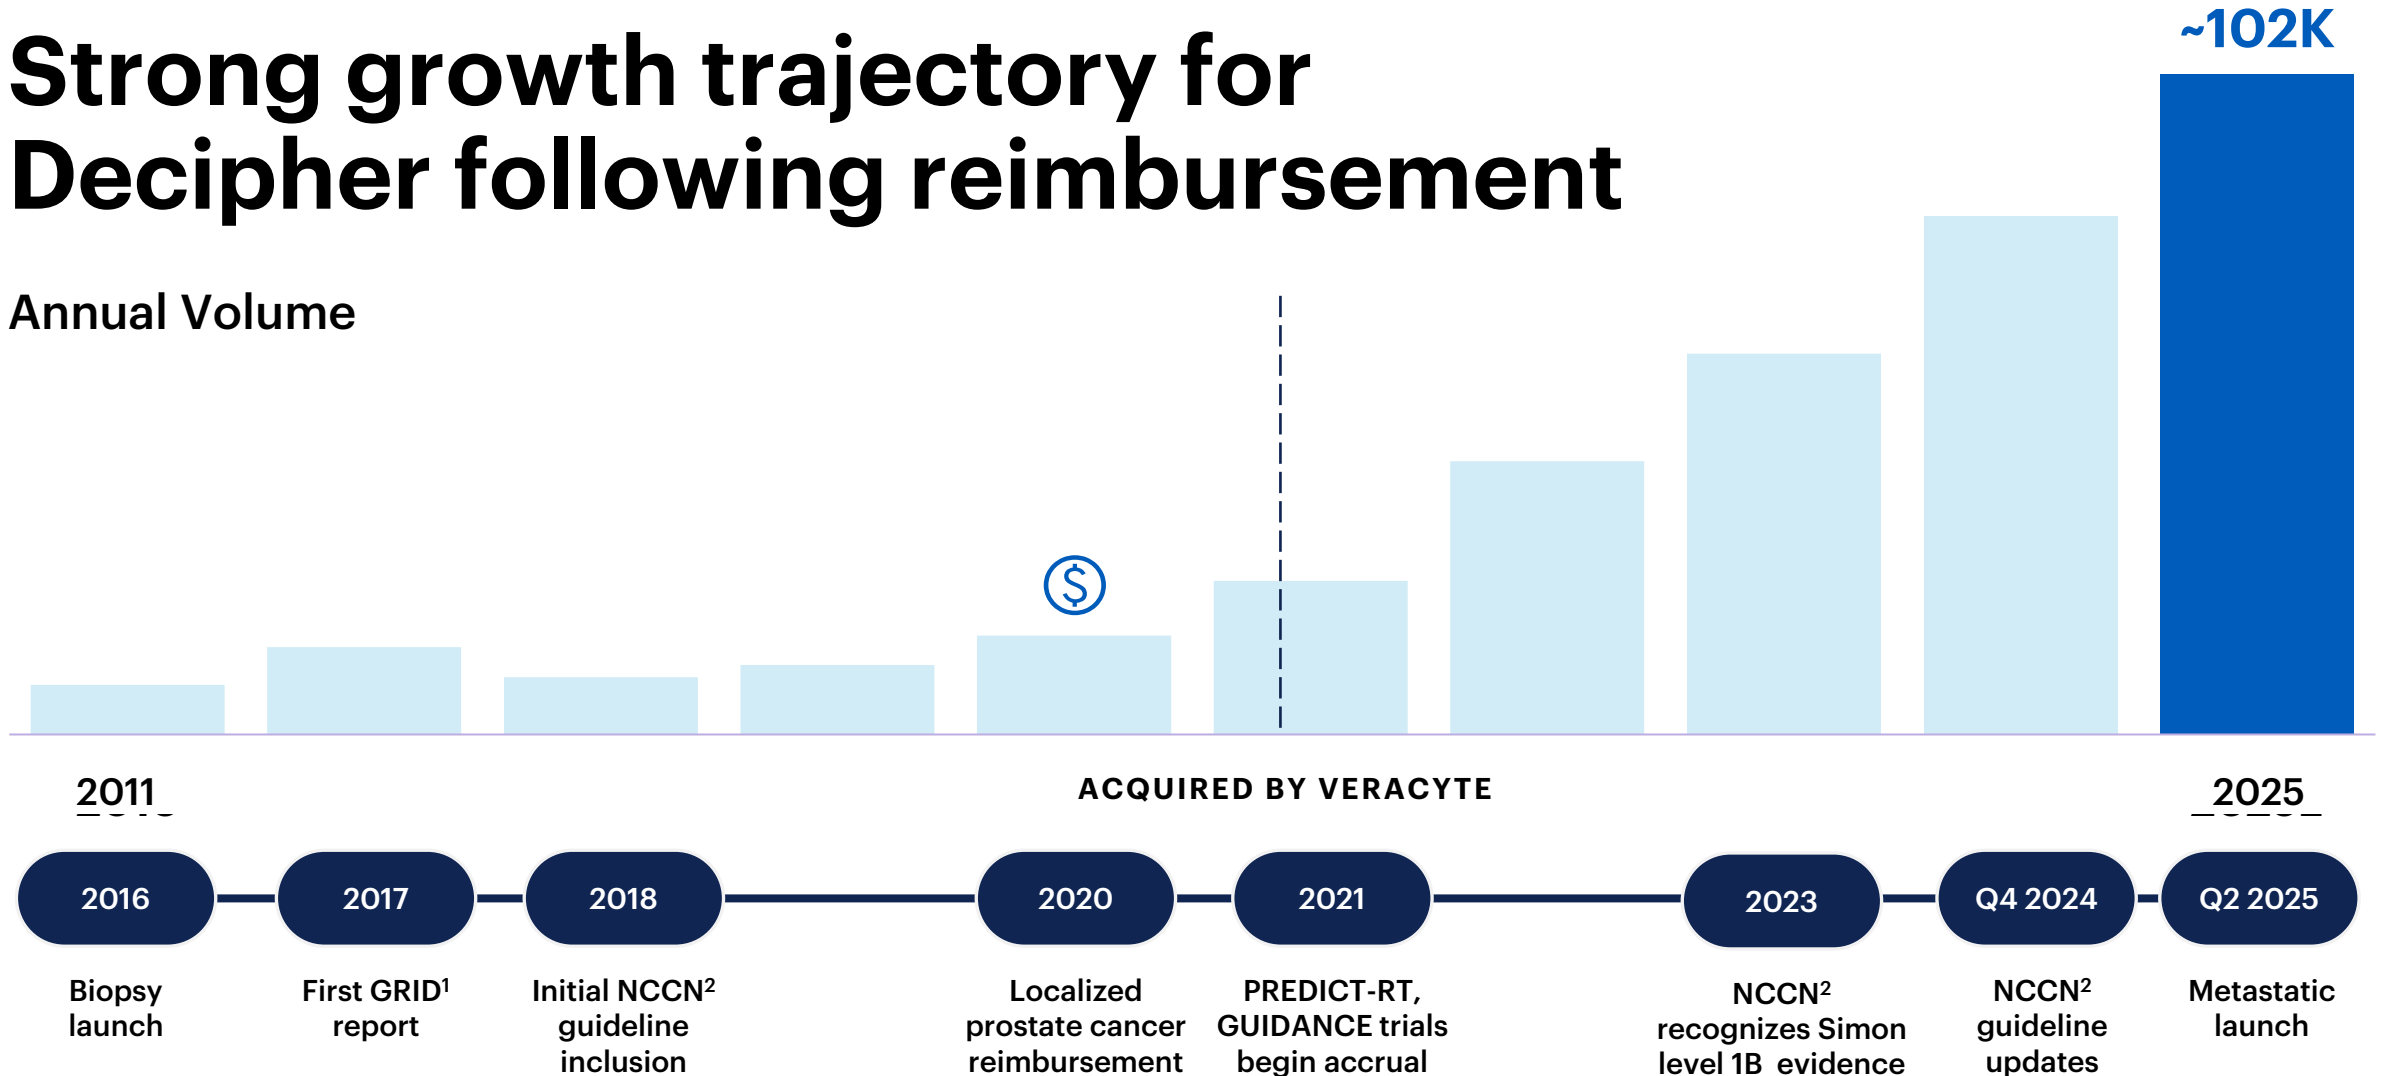 Strong growth trajectory for
Decipher following reimbursement
~102K
Annual Volume
$
2011
ACQUIRED BY VERACYTE
2025
2016
2017
2018
2020
2021
2023
Q4 2024
Q2 2025
Biopsy
launch
First GRID¹
report
Initial NCCN²
guideline
inclusion
Localized
prostate cancer
reimbursement
PREDICT-RT,
GUIDANCE trials
begin accrual
NCCN²
recognizes Simon
level 1B evidence
NCCN²
guideline
updates
Metastatic
launch